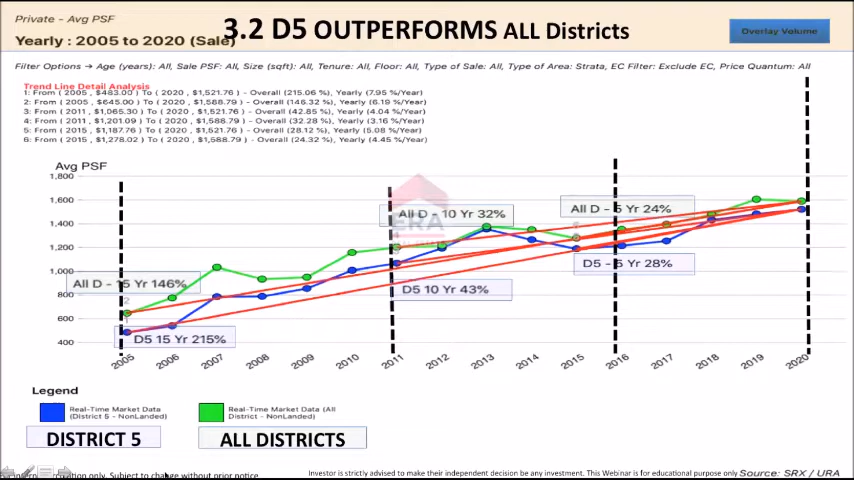 Private - Avg PSF
3.2 D5 OUTPERFORMS ALL Districts
Yearly : 2005 to 2020 (Sale)
Overlay Volume
Filter Options → Age (years): All, Sale PSF: All, Size (sqft): All, Tenure: All, Floor: All, Type of Sale: All, Type of Area: Strata, EC Filter: Exclude EC, Price Quantum: All
Trend Line Detail Analysis
1: From ( 2005 , $483.00 ) To ( 2020 , $1,521.76 ) - Overall (215.06 %), Yearly (7.95 %/Year)
2: From ( 2005 , $645.00 ) To ( 2020 , $1,588.79 ) - Overall (146.32 %), Yearly (6.19 %/Year)
3: From ( 2011 , $1,065.30 ) To ( 2020 , $1,521.76 ) - Overall (42.85 %), Yearly (4.04 %/Year)
4: From ( 2011 , $1,201.09 ) To ( 2020 , $1,588.79 ) - Overall (32.28 %), Yearly (3.16 %/Year)
5: From ( 2015 , $1,187.76 ) To ( 2020 , $1,521.76 ) - Overall (28.12 %), Yearly (5.08 %/Year)
6: From ( 2015 , $1,278.02 ) To ( 2020 , $1,588.79 ) - Overall (24.32 %), Yearly (4.45 %/Year)
Avg PSF
1,800
1,600
1,400
1,200
1,000
800
600
400
All D - 15 Yr 146%
D5 15 Yr 215%
All D - 10 Yr 32%
ERA
D5 10 Yr 43%
All D - 5 Yr 24%
D5 - 5 Yr 28%
2005 2006 2007 2008 2009 2010 2011 2012 2013 2014 2015 2016 2017 2018 2019 2020
Legend
Real-Time Market Data
(District 5 - NonLanded)
Real-Time Market Data (All
District - NonLanded)
DISTRICT 5
ALL DISTRICTS
only. Subject to change without prior notice
Investor is strictly advised to make their independent decision be any investment. This Webinar is for educational purpose only
Source: SRX / URA